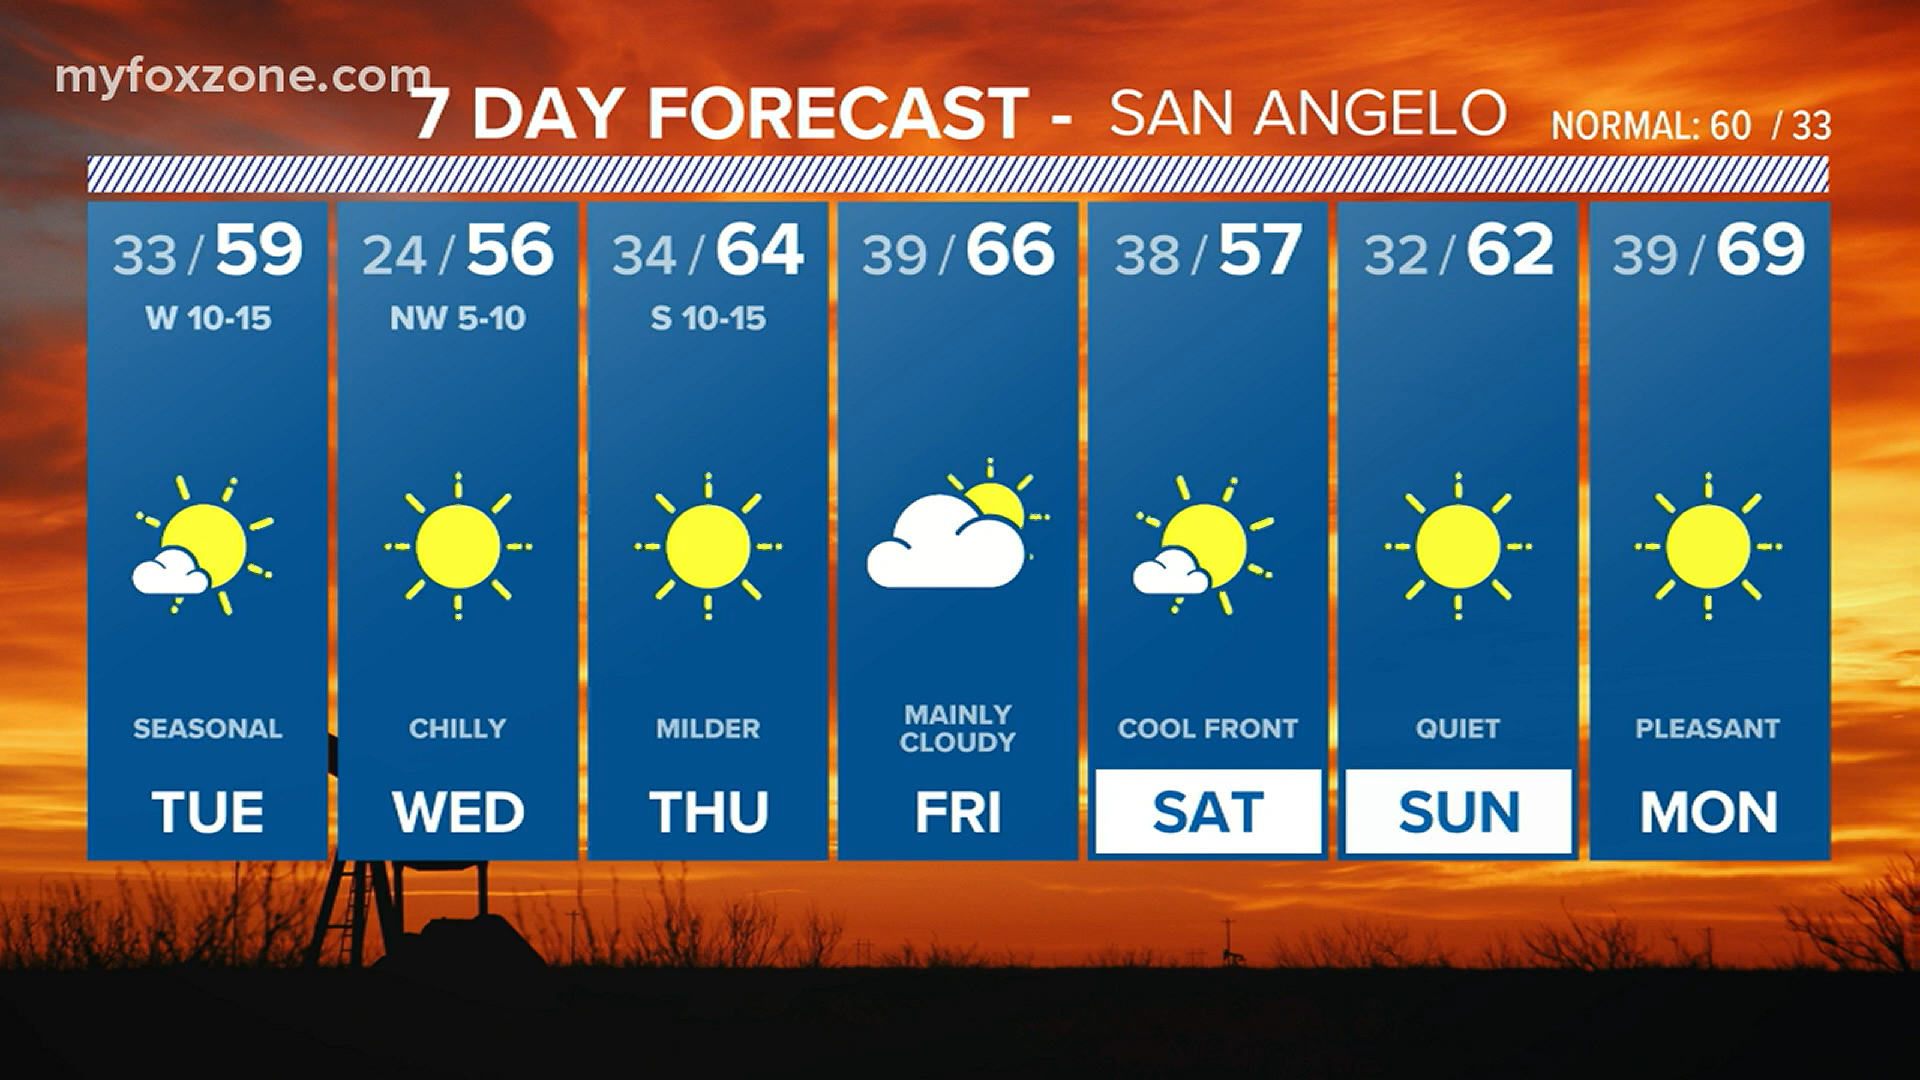 myfoxzone.com
7 DAY FORECAST - SAN ANGELO NORMAL: 60 / 33
33 / 59
W 10-15
SEASONAL
TUE
24 / 56
NW 5-10
CHILLY
WED
34 / 64
S 10-15
MILDER
THU
39 / 66
MAINLY
CLOUDY
FRI
38 / 57
COOL FRONT
SAT
32 / 62
QUIET
SUN
39 / 69
PLEASANT
MON